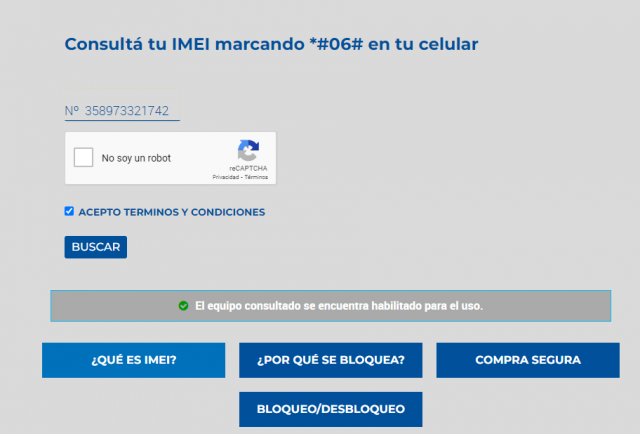 Consultá tu IMEI marcando *#06# en tu celular
Nº 358973321742
No soy un robot
reCAPTCHA
Privacidad - Términos
ACEPTO TERMINOS Y CONDICIONES
BUSCAR
El equipo consultado se encuentra habilitado para el uso.
¿QUÉ ES IMEI?
¿POR QUÉ SE BLOQUEA?
COMPRA SEGURA
BLOQUEO/DESBLOQUEO